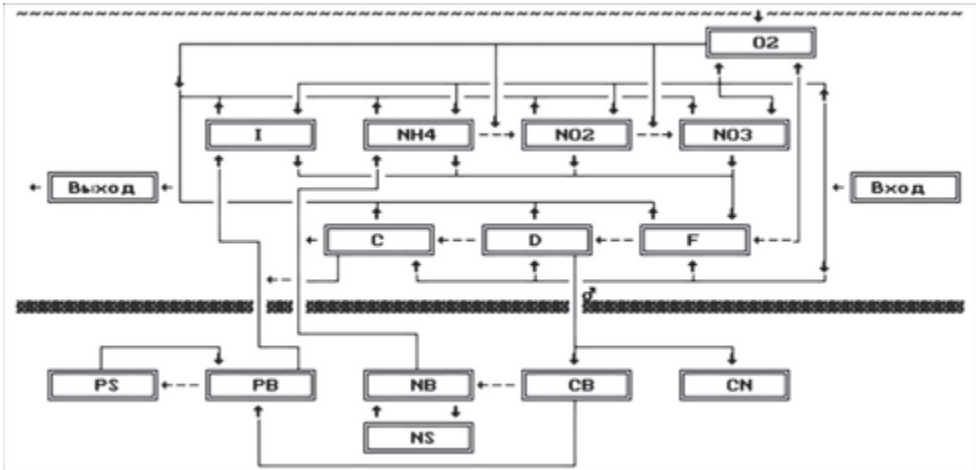 O2
I NH4 NO2 NO3
Выход Вход
C D F
PS PB NB CB CN
NS